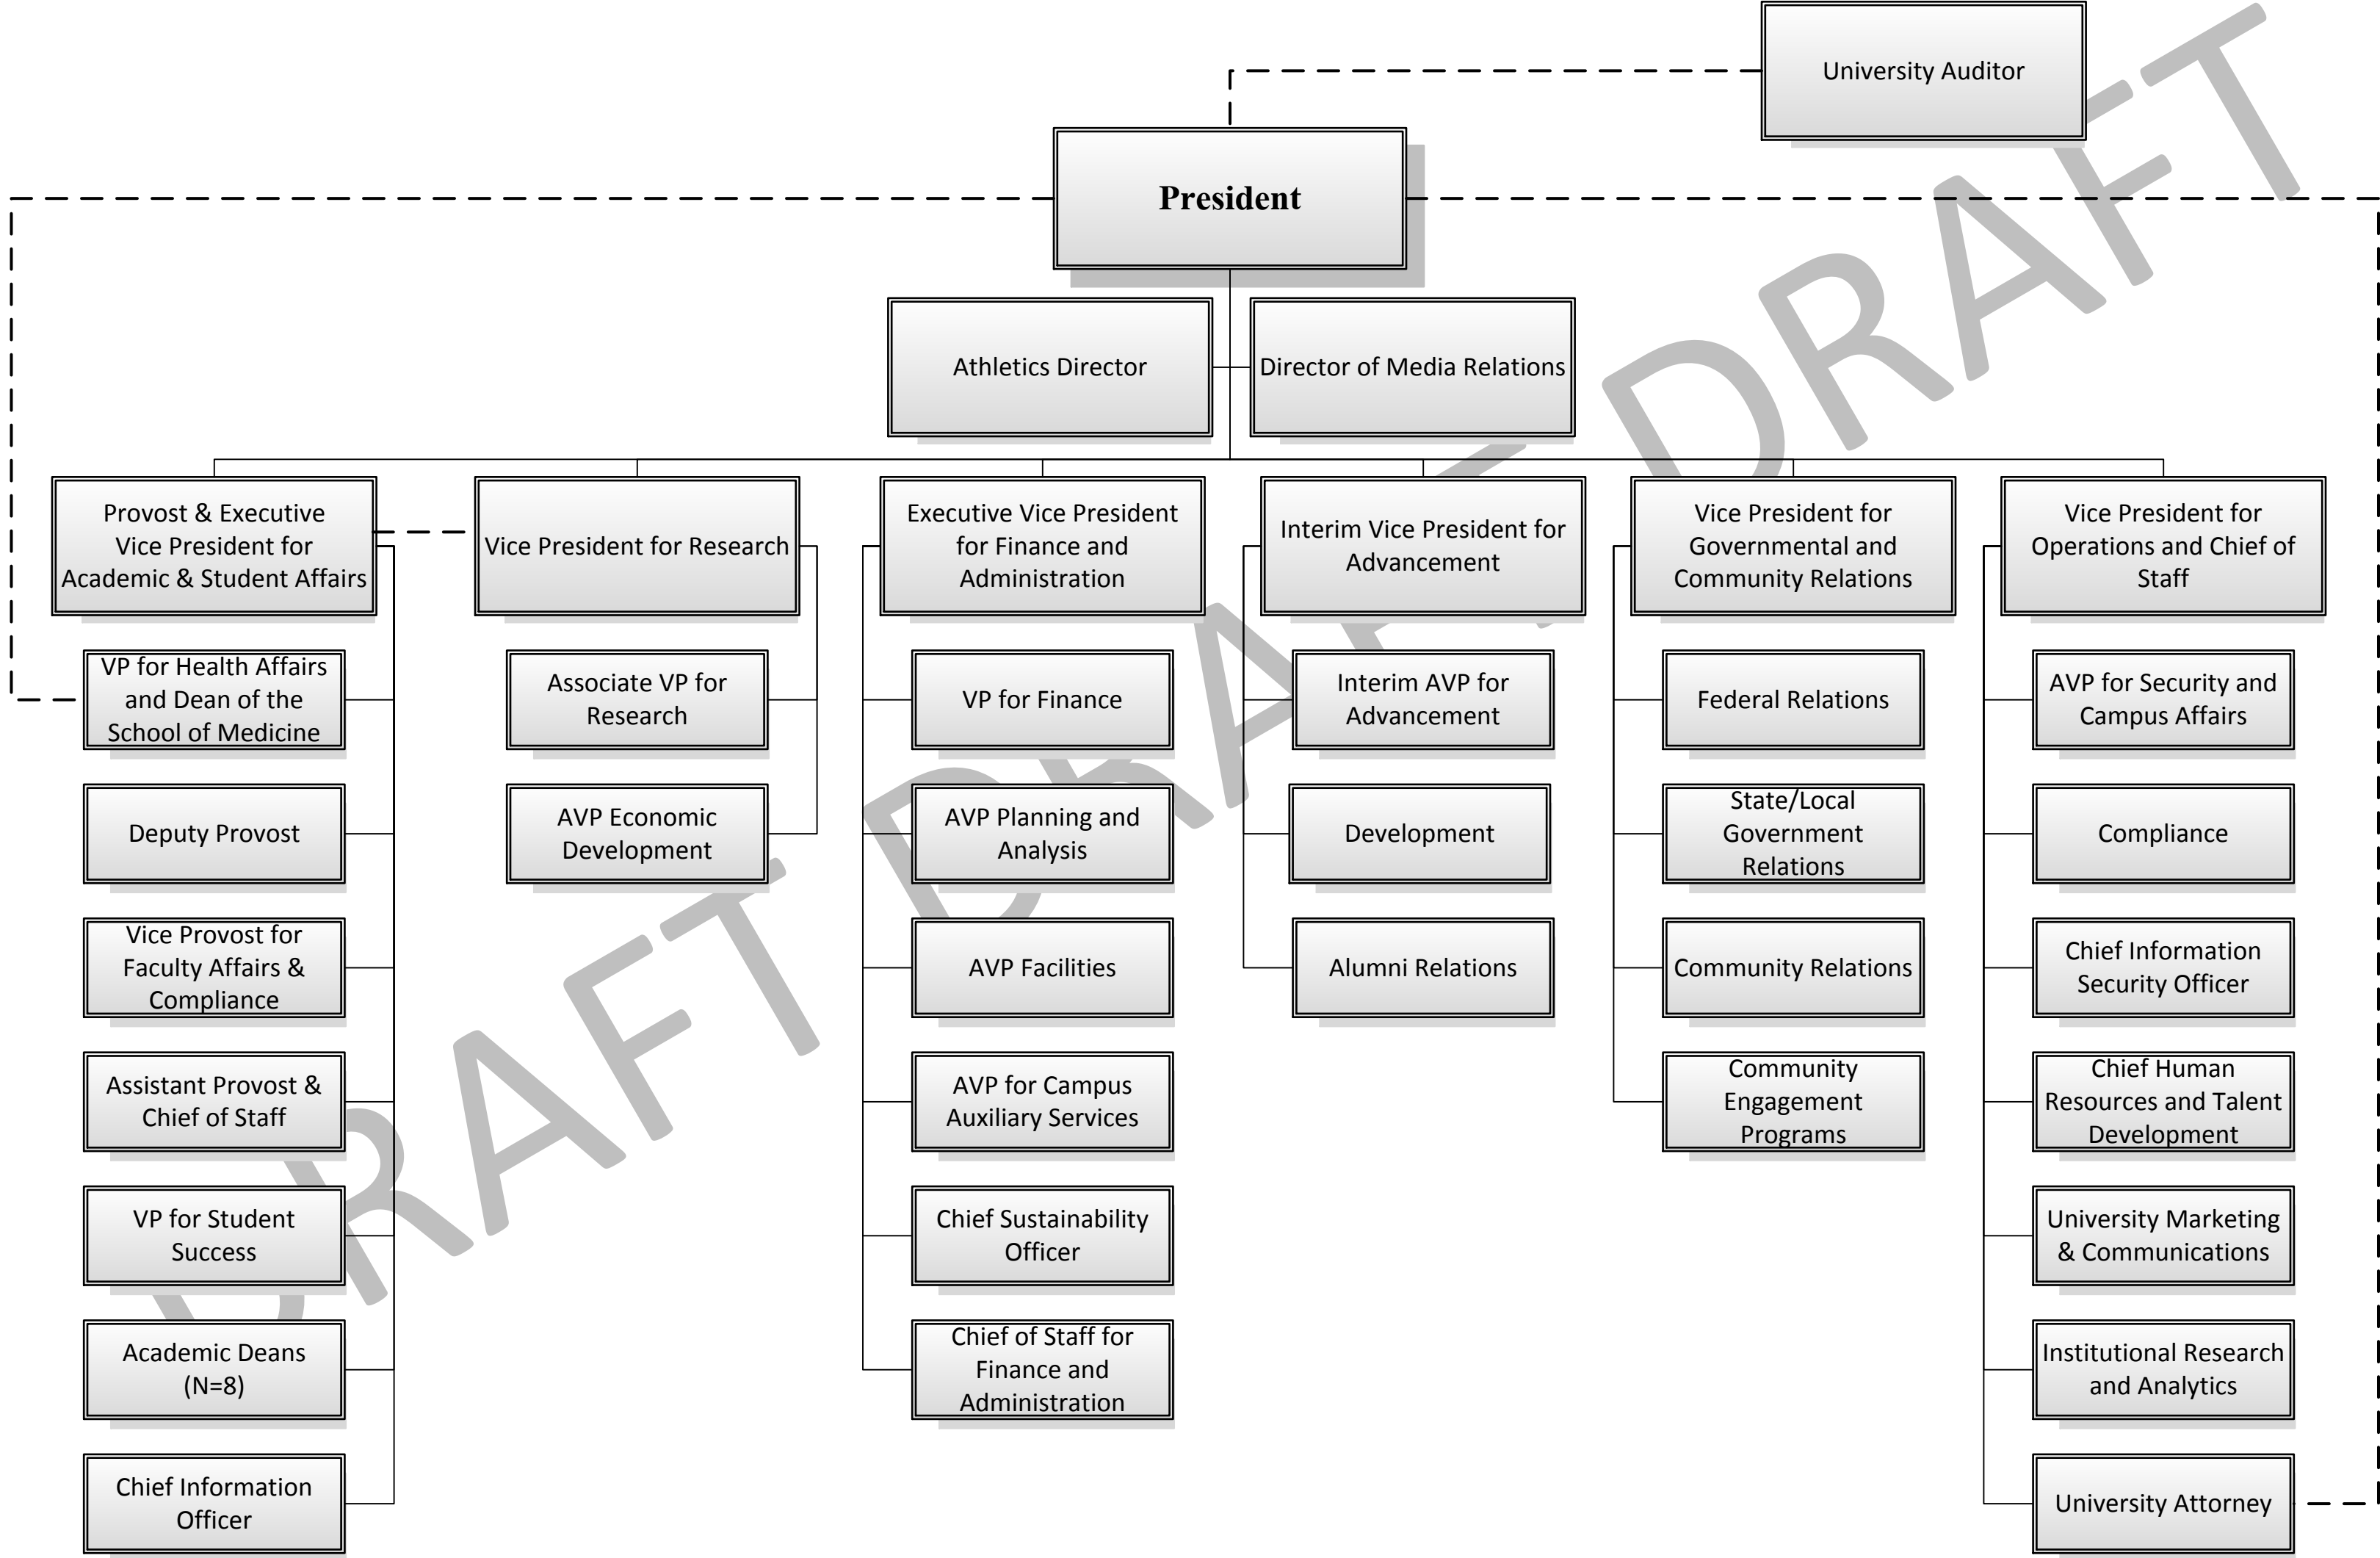 University Auditor
President
Athletics Director
Director of Media Relations
Provost & Executive
Vice President for
Academic & Student Affairs
Vice President for Research
Executive Vice President
for Finance and
Administration
Interim Vice President for
Advancement
Vice President for
Governmental and
Community Relations
Vice President for
Operations and Chief of
Staff
VP for Health Affairs
and Dean of the
School of Medicine
Deputy Provost
Vice Provost for
Faculty Affairs &
Compliance
Assistant Provost &
Chief of Staff
VP for Student
Success
Academic Deans
(N=8)
Chief Information
Officer
Associate VP for
Research
AVP Economic
Development
VP for Finance
AVP Planning and
Analysis
AVP Facilities
AVP for Campus
Auxiliary Services
Chief Sustainability
Officer
Chief of Staff for
Finance and
Administration
Interim AVP for
Advancement
Development
Alumni Relations
Federal Relations
State/Local
Government
Relations
Community Relations
Community
Engagement
Programs
AVP for Security and
Campus Affairs
Compliance
Chief Information
Security Officer
Chief Human
Resources and Talent
Development
University Marketing
& Communications
Institutional Research
and Analytics
University Attorney
DRAFT DRAFT DRAFT